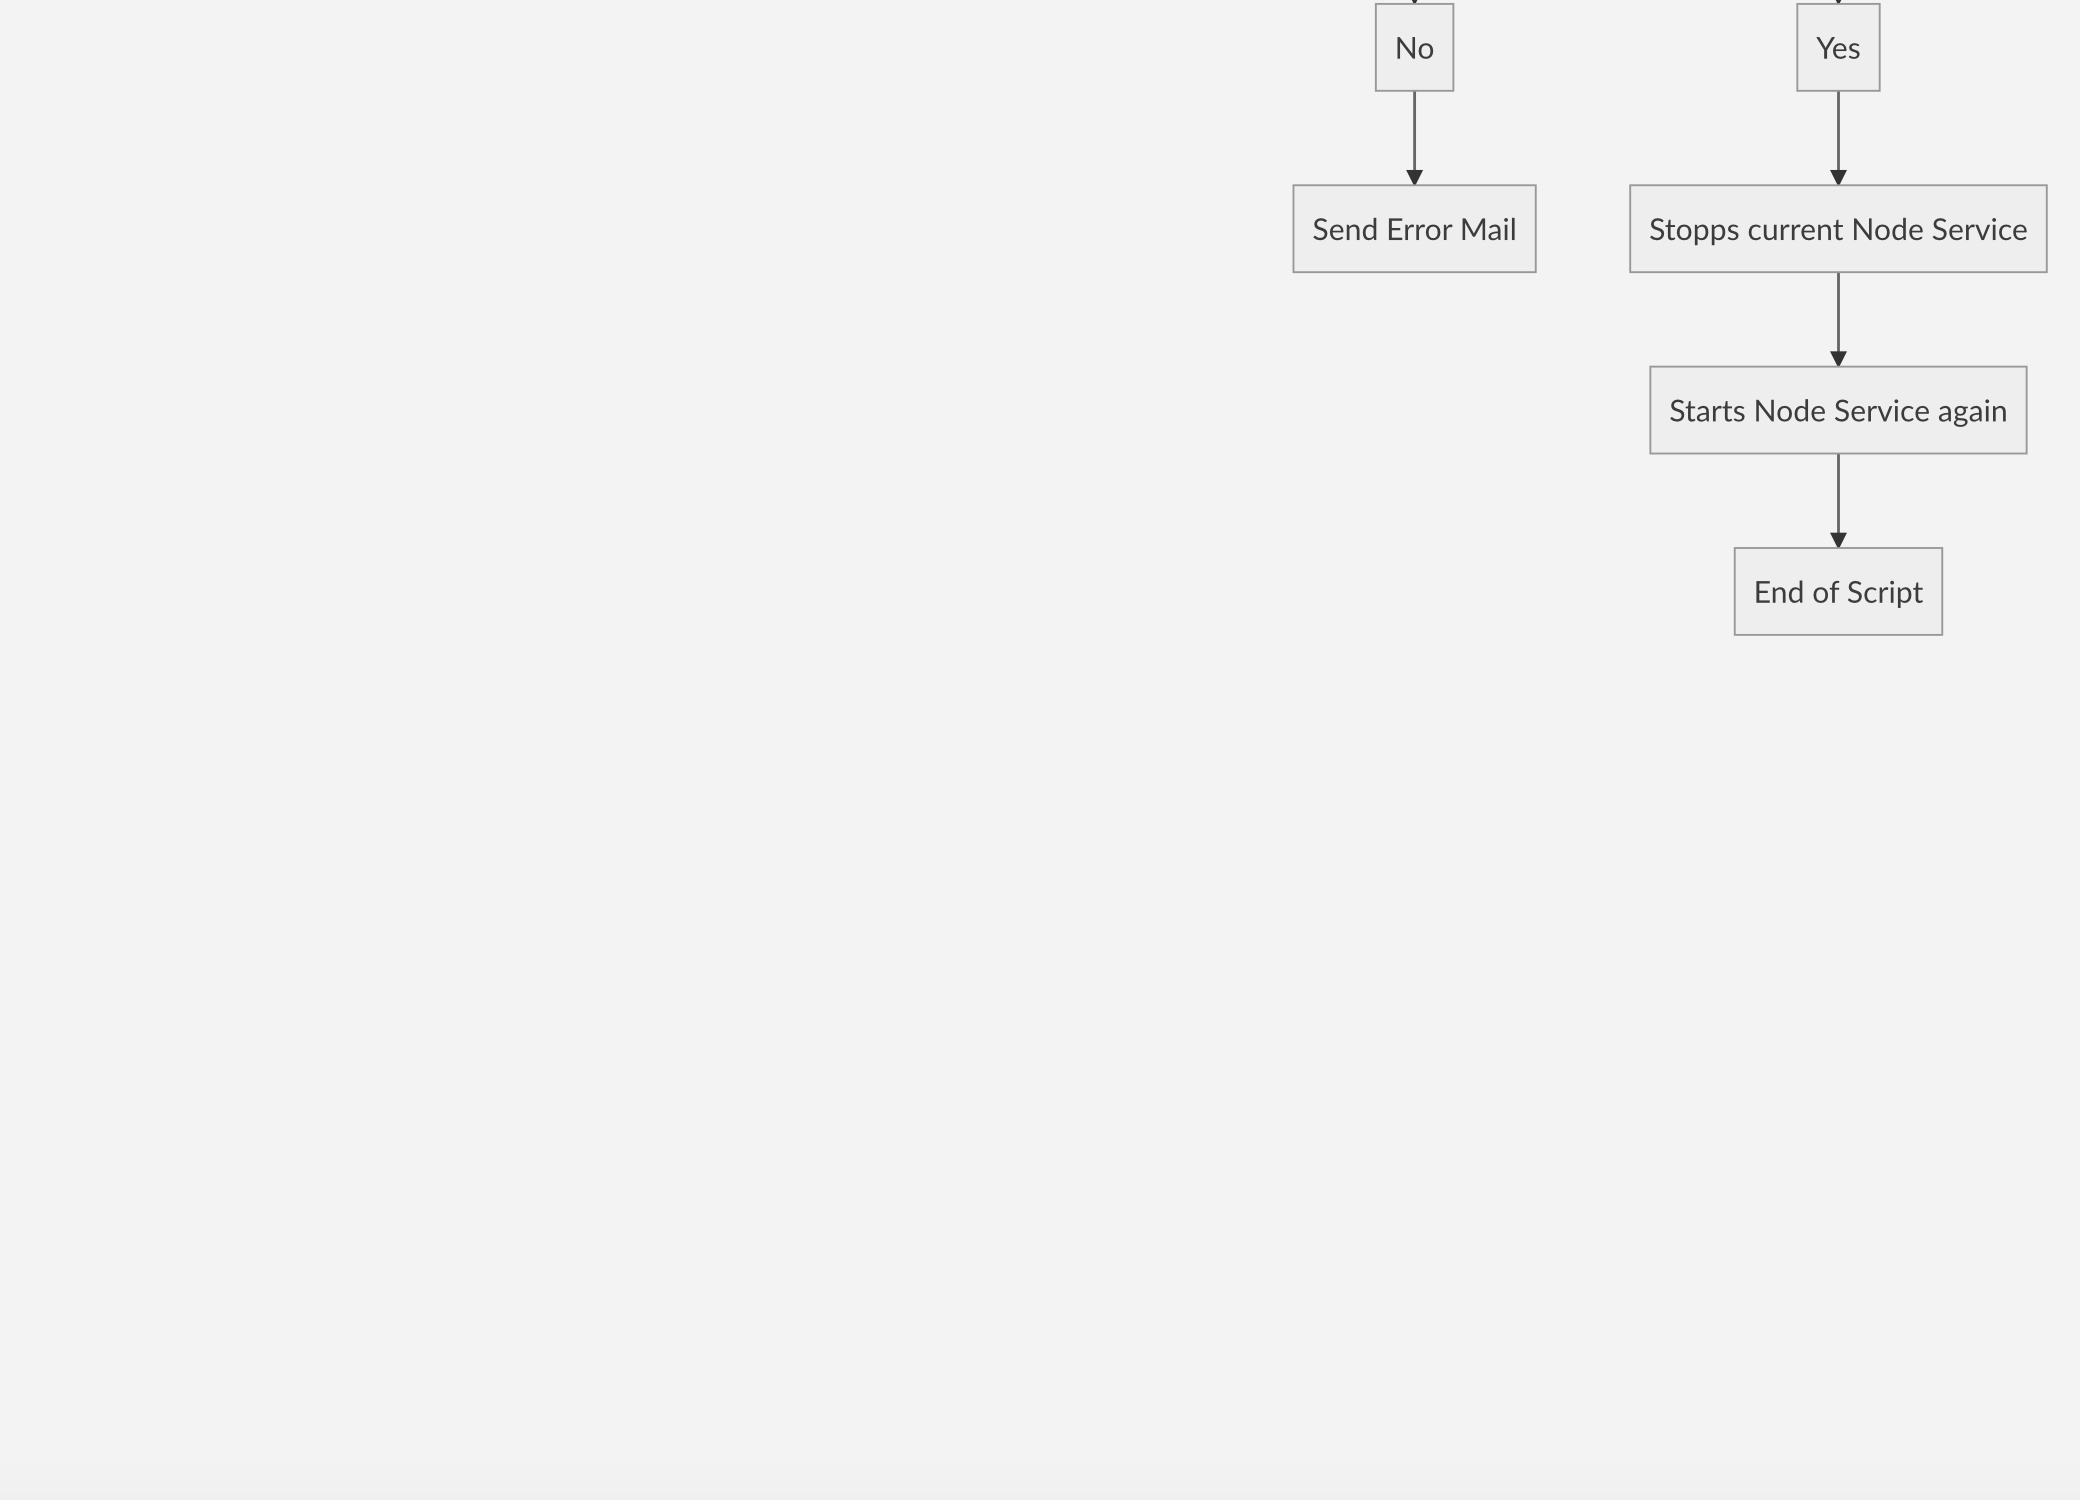 No
Yes
Send Error Mail
Stopps current Node Service
Starts Node Service again
End of Script